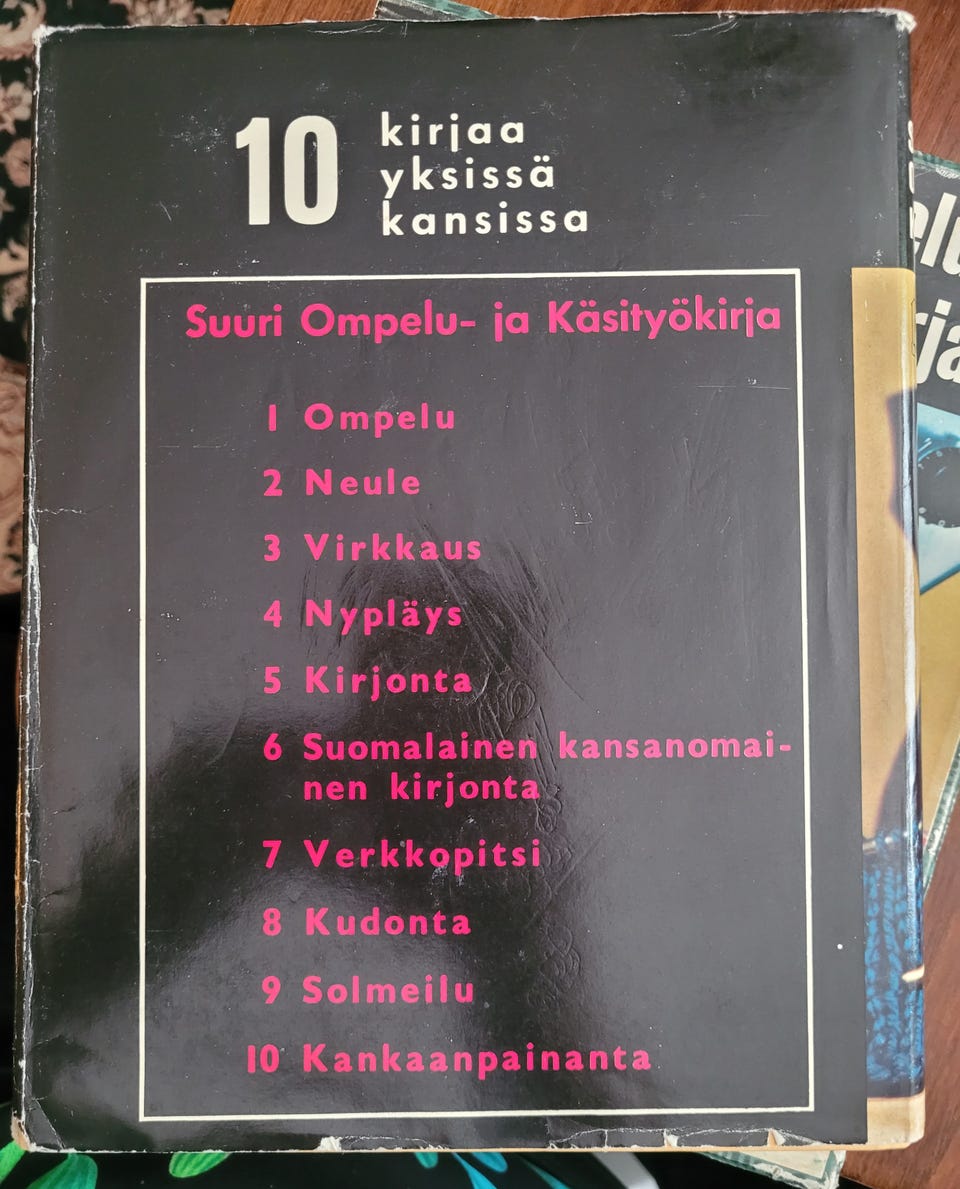 10 kirjaa
yksissä
kansissa
Suuri Ompelu- ja Käsityökirja
1 Ompelu
2 Neule
3 Virkkaus
4 Nypläys
5 Kirjonta
6 Suomalainen kansanomai-
nen kirjonta
7 Verkkopitsi
8 Kudonta
9 Solmeilu
10 Kankaanpainanta